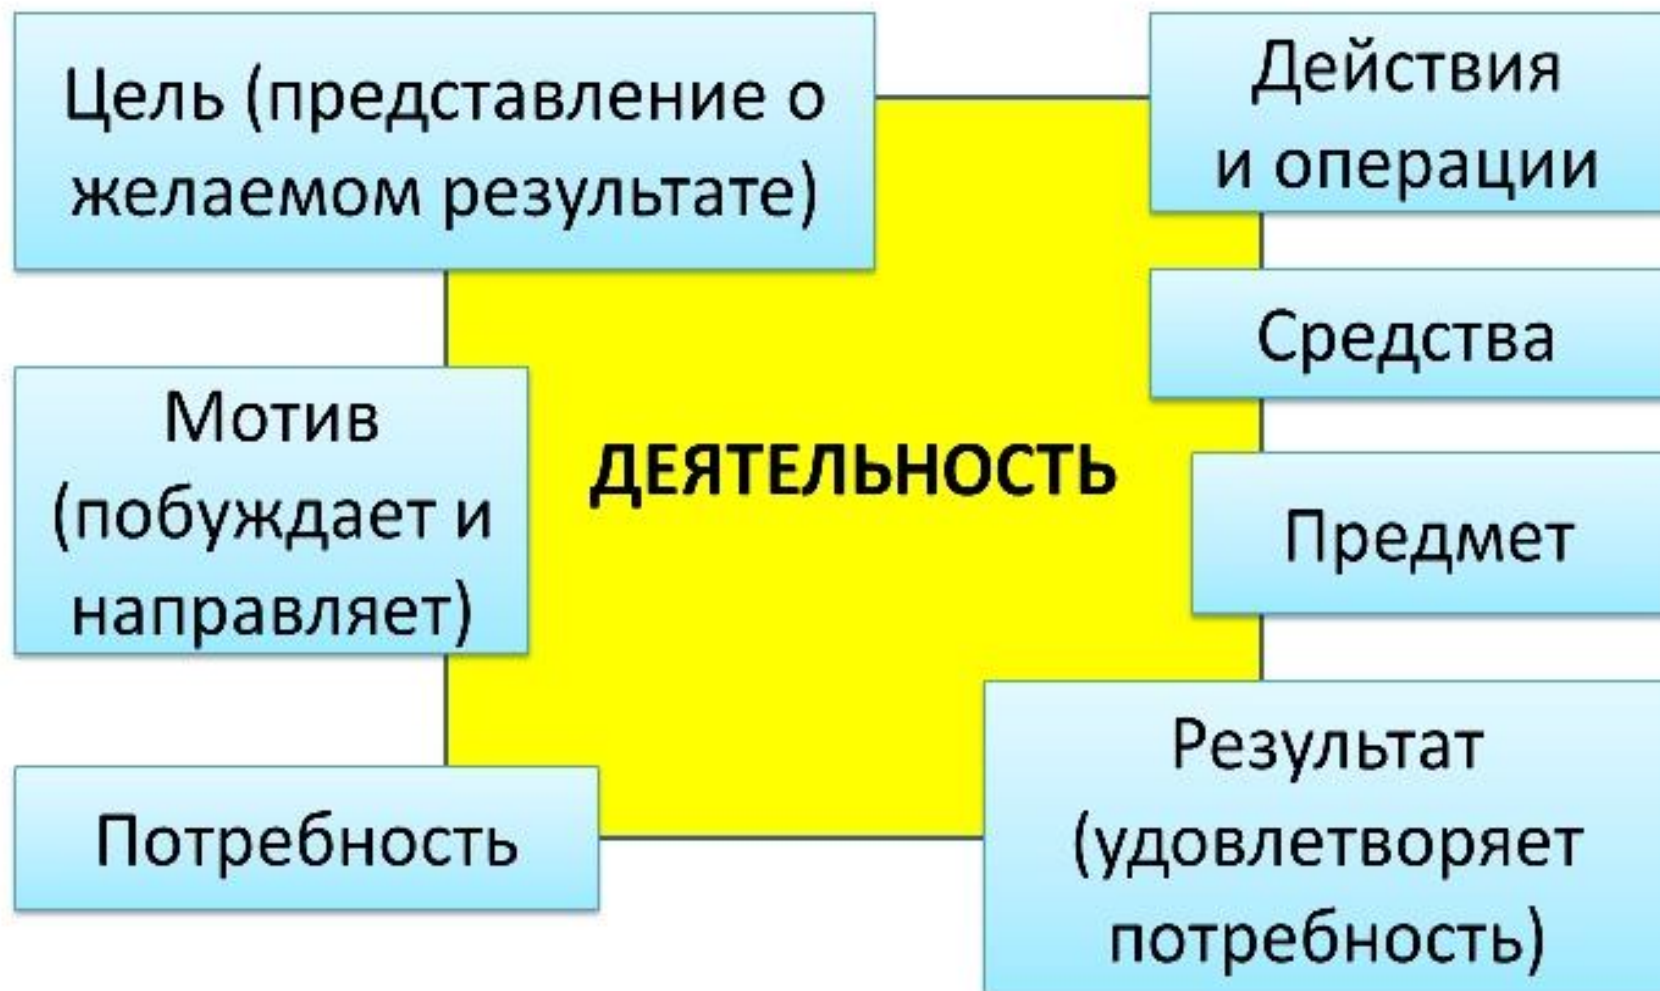 Цель (представление о
желаемом результате)
Мотив
(побуждает и
направляет)
Потребность
ДЕЯТЕЛЬНОСТЬ
Действия
и операции
Средства
Предмет
Результат
(удовлетворяет
потребность)